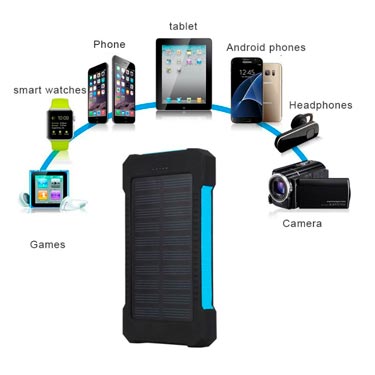 tablet
Phone
Android phones
smart watches
Headphones
Camera
Games